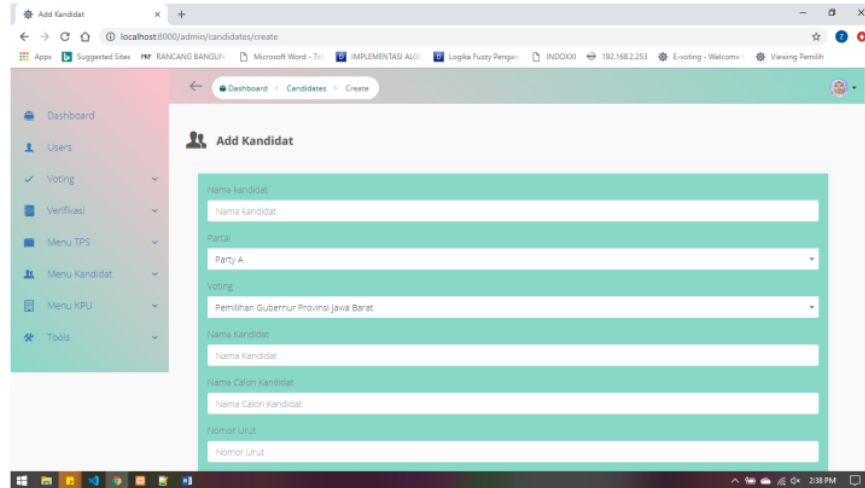 Add Kandidat
localhost:8000/admin/candidates/create
Apps Suggested Sites RANCANG BANGUN Microsoft Word - 7 IMPLEMENTASI ALGO Logika Fuzzy Pengam INDOXXI 192.168.2.253 E-voting - Welcome Viewing Pemilih
Dashboard Candidates Create
Dashboard
Users
Voting
Verifikasi
Menu TPS
Menu Kandidat
Menu KPU
Tools
Add Kandidat
Nama kandidat
Nama kandidat
Partai
Party A
Voting
Pemilihan Gubernur Provinsi Jawa Barat
Nama Kandidat
Nama Kandidat
Nama Calon Kandidat
Nama Calon Kandidat
Nomor Urut
Nomor Urut
2:38 PM